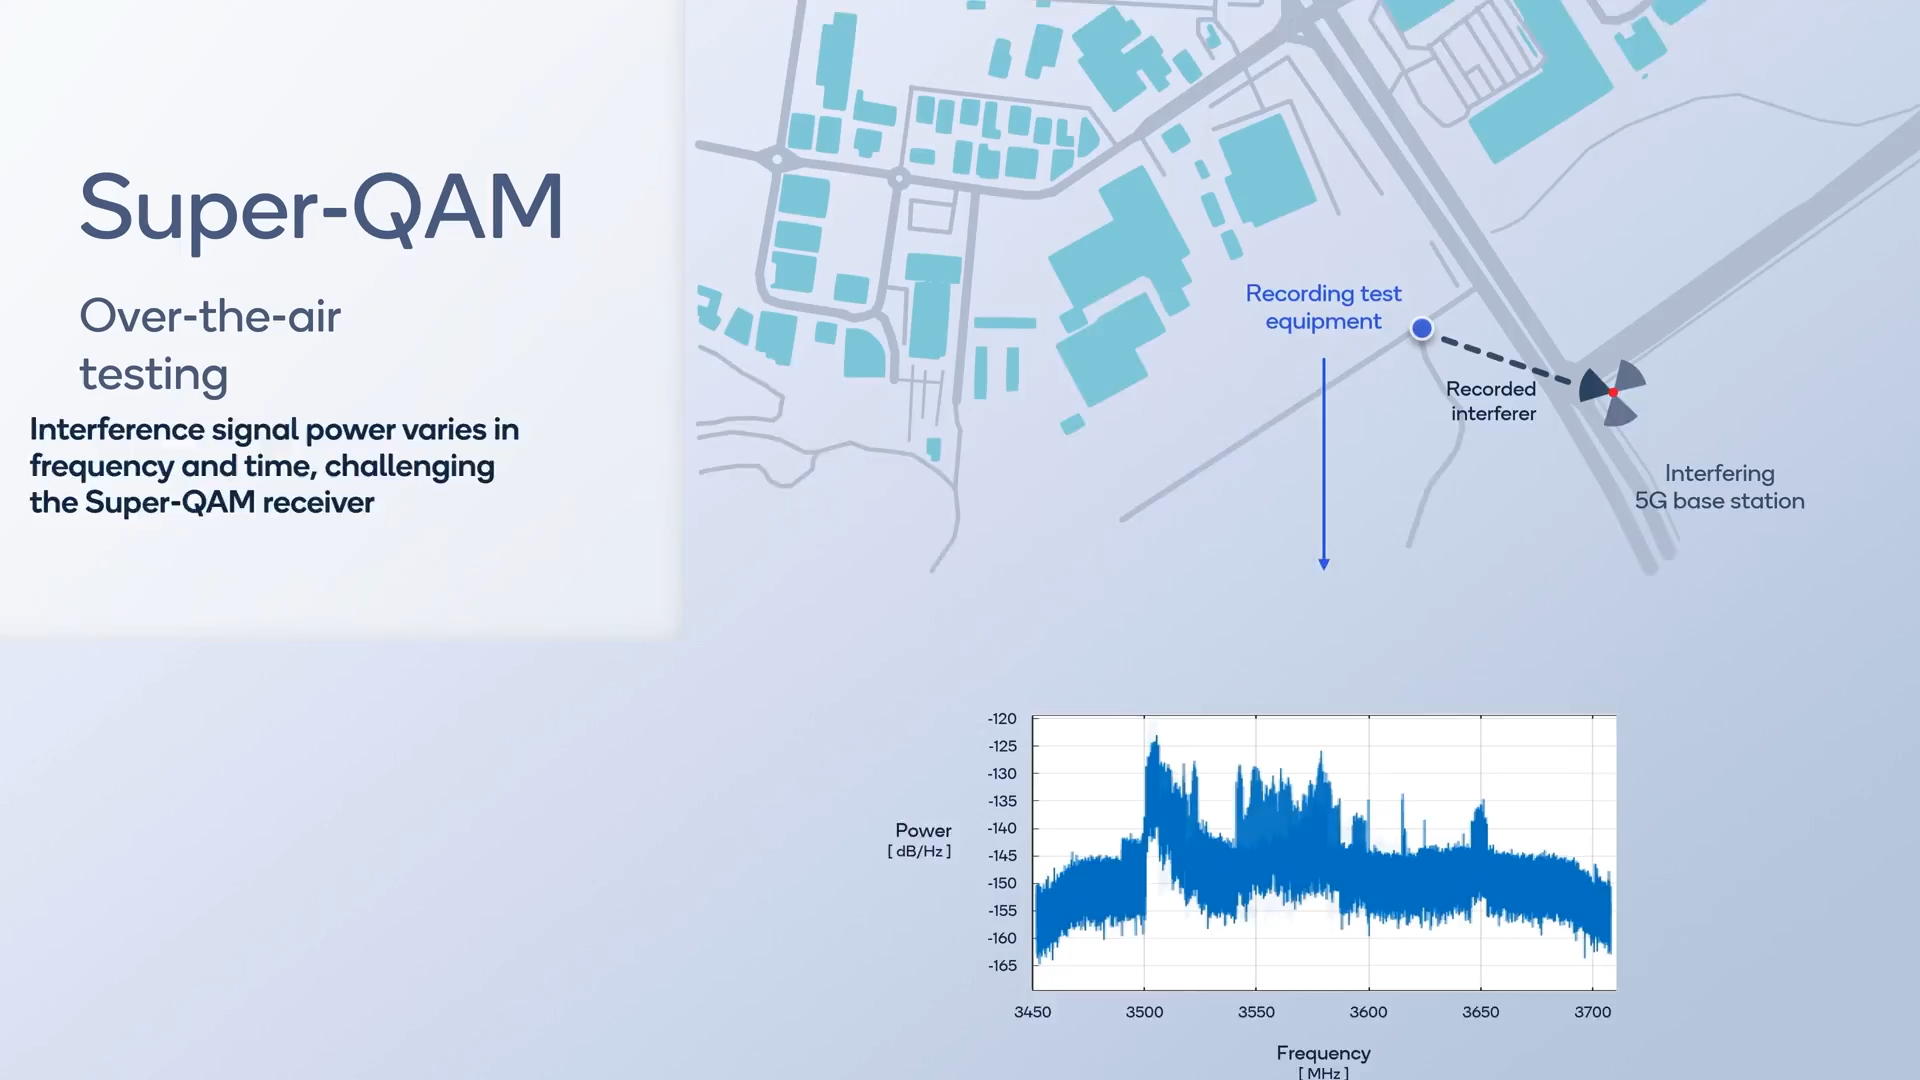 Super-QAM
Over-the-air
testing
Interference signal power varies in
frequency and time, challenging
the Super-QAM receiver
Recording test
equipment
Recorded
interferer
Interfering
5G base station
Power
[ dB/Hz ]
-120
-125
-130
-135
-140
-145
-150
-155
-160
-165
3450 3500 3550 3600 3650 3700
Frequency
[ MHz ]